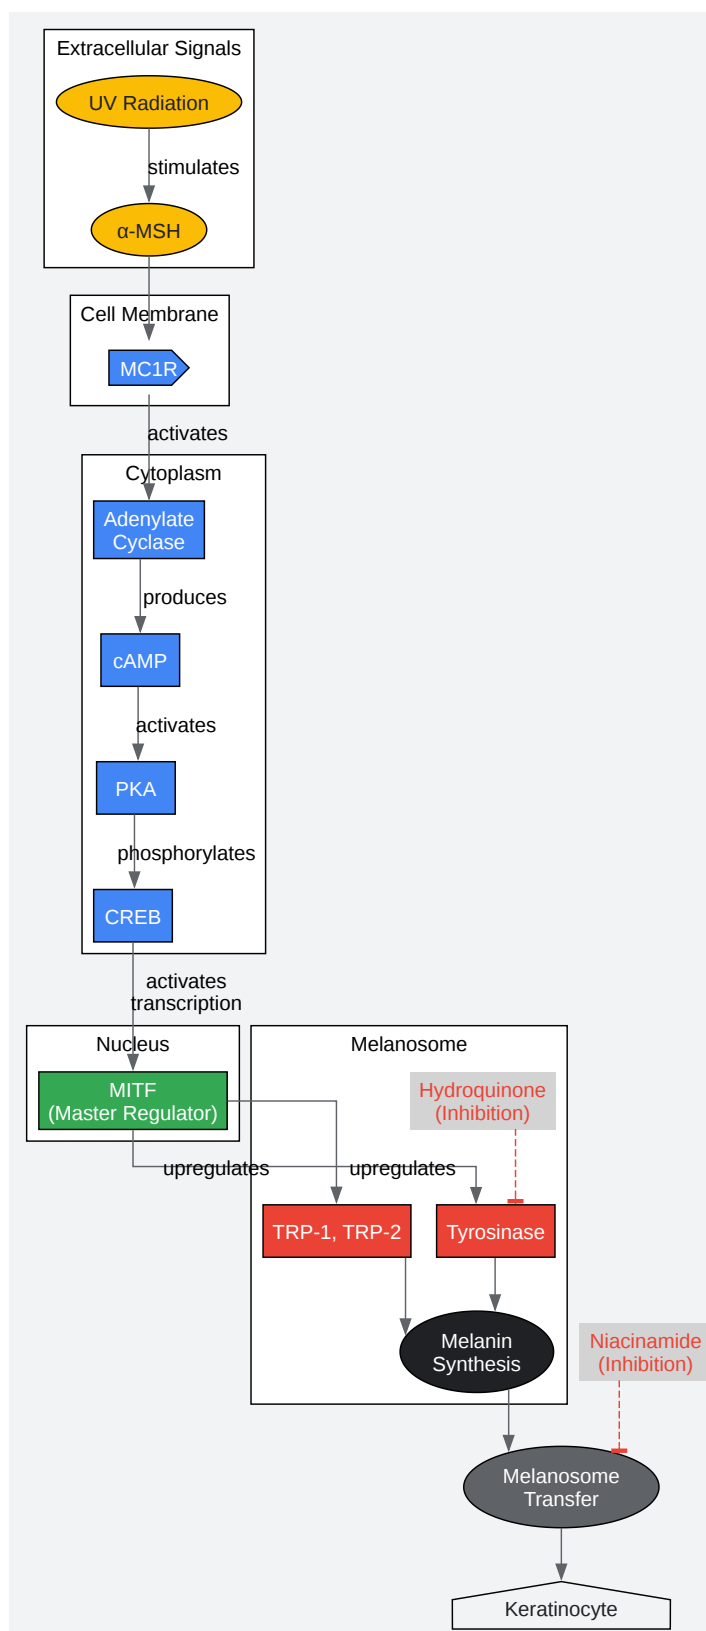 Extracellular Signals
UV Radiation
stimulates
α-MSH
Cell Membrane
MC1R
activates
Cytoplasm
Adenylate
Cyclase
produces
cAMP
activates
PKA
phosphorylates
CREB
activates
transcription
Nucleus
MITF
(Master Regulator)
Melanosome
Hydroquinone
(Inhibition)
upregulates
upregulates
TRP-1, TRP-2
Tyrosinase
Melanin
Synthesis
Niacinamide
(Inhibition)
Melanosome
Transfer
Keratinocyte